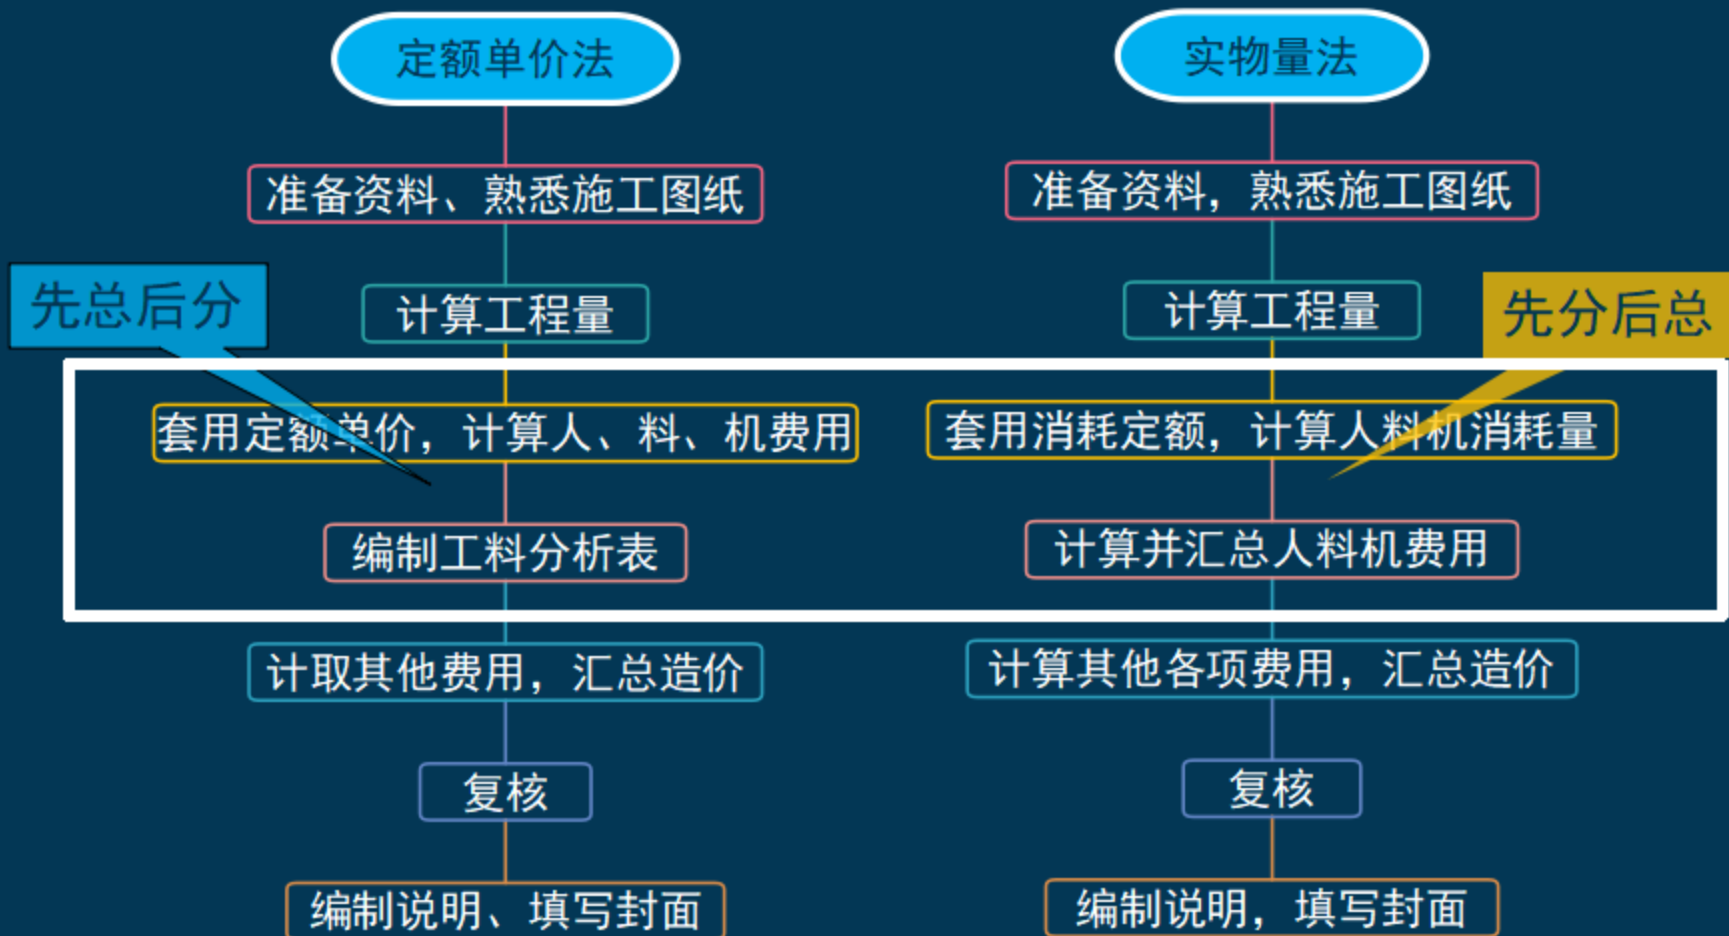 定额单价法
准备资料、熟悉施工图纸
先总后分
计算工程量
套用定额单价，计算人、料、机费用
编制工料分析表
计取其他费用，汇总造价
复核
编制说明、填写封面
实物量法
准备资料，熟悉施工图纸
计算工程量
先分后总
套用消耗定额，计算人料机消耗量
计算并汇总人料机费用
计算其他各项费用，汇总造价
复核
编制说明，填写封面